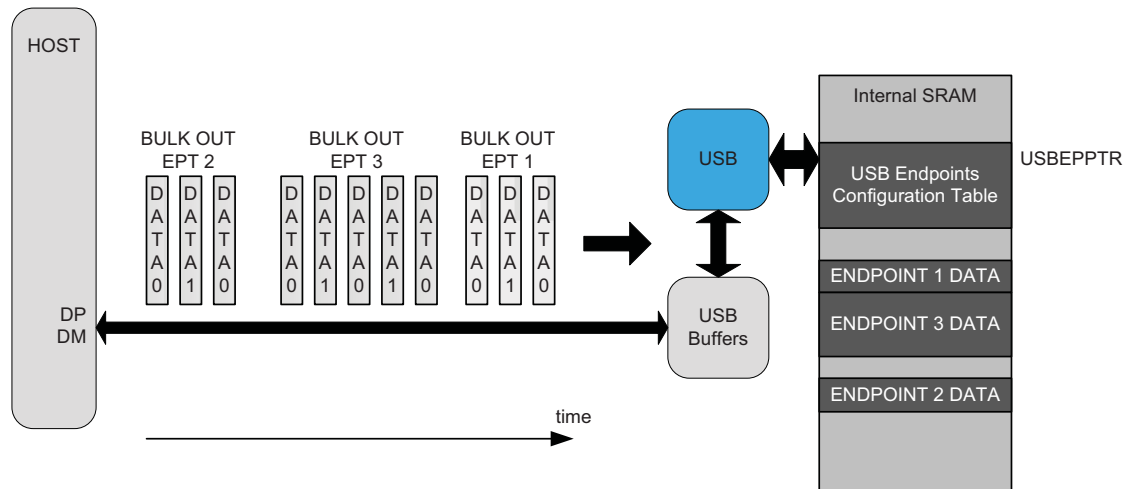 HOST
BULK OUT
EPT 2
BULK OUT
EPT 3
BULK OUT
EPT 1
DATA0
DATA1
DATA0
DATA0
DATA1
DATA0
DATA1
DATA0
DATA0
DATA1
DATA0
DP
DM
time
USB
USB
Buffers
Internal SRAM
USB Endpoints
Configuration Table
USBEPPTR
ENDPOINT 1 DATA
ENDPOINT 3 DATA
ENDPOINT 2 DATA